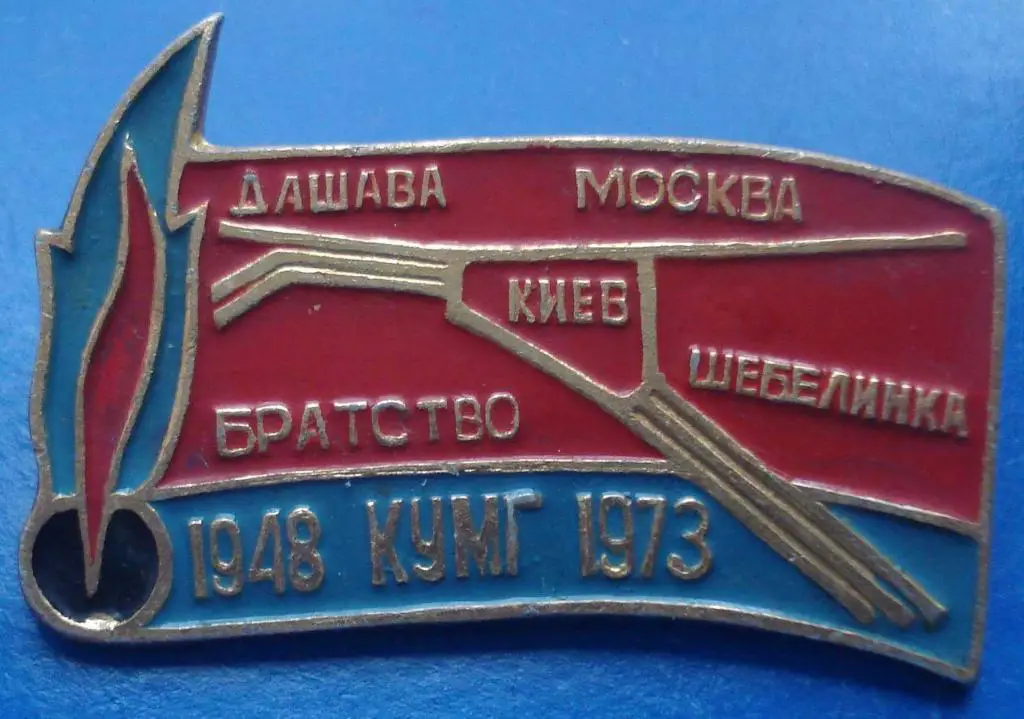 ДАШАВА МОСКВА
КИЕВ
ШЕБЕЛИНКА
БРАТСТВО
1948 КУМГ 1973